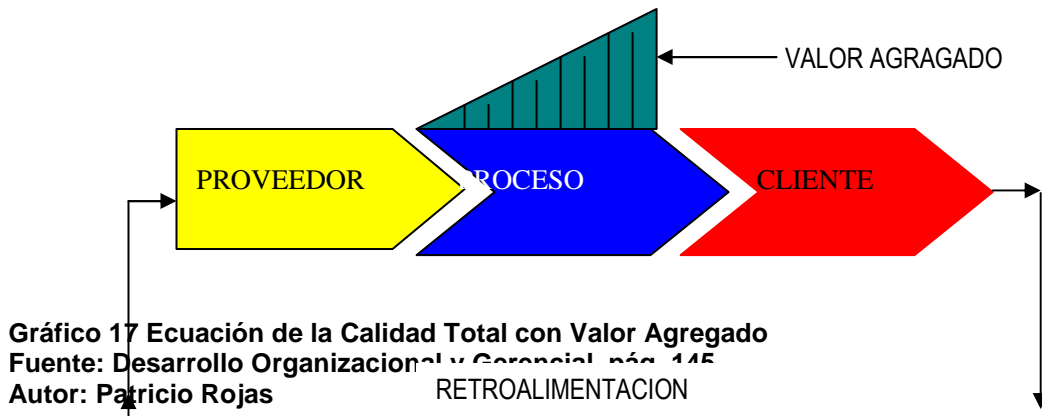 VALOR AGRAGADO
PROVEEDOR
PROCESO
CLIENTE
Gráfico 17 Ecuación de la Calidad Total con Valor Agregado
Fuente: Desarrollo Organizacional y Gerencial, pág. 145
Autor: Patricio Rojas
RETROALIMENTACION